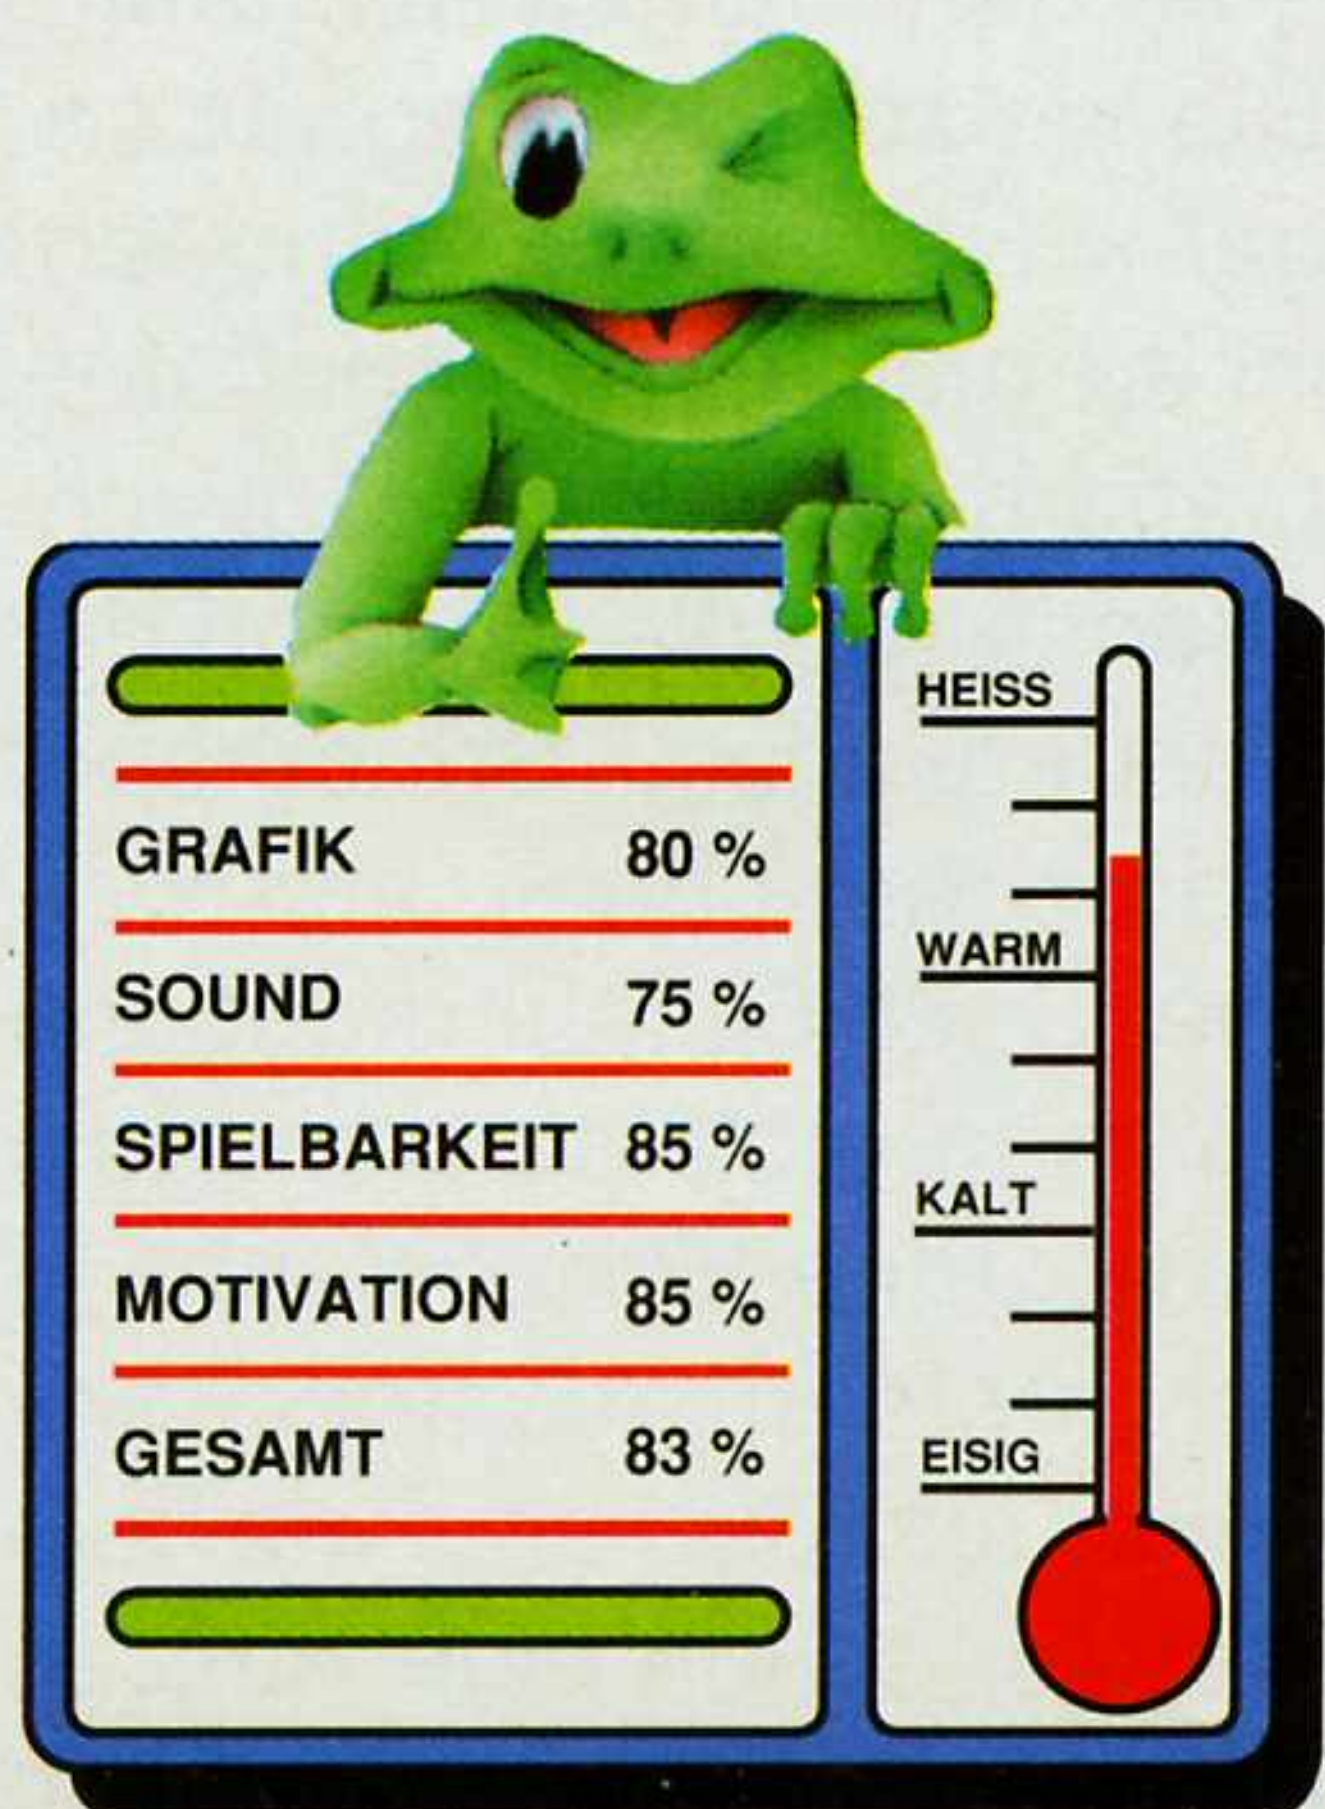 GRAFIK 80 %
SOUND 75 %
SPIELBARKEIT 85 %
MOTIVATION 85 %
GESAMT 83 %
HEISS
WARM
KALT
EISIG